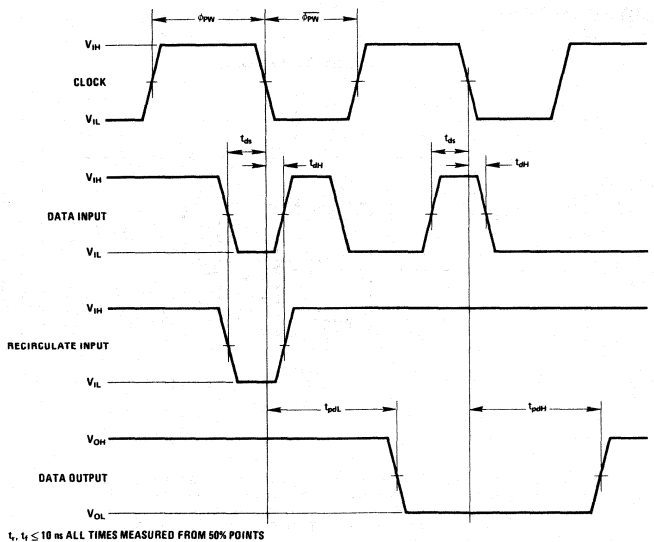 ϕPW
ϕPW
VIH
CLOCK
VIL
tds
tds
tdH
tdH
VIH
DATA INPUT
VIL
VIH
RECIRCULATE INPUT
VIL
tpdL
tpdH
VOH
DATA OUTPUT
VOL
tr, tf ≤ 10 ns ALL TIMES MEASURED FROM 50% POINTS